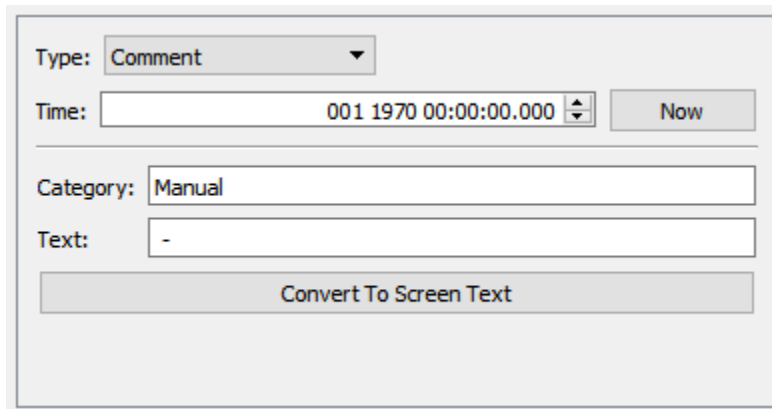 Type: Comment
Time: 001 1970 00:00:00.000 Now
Category: Manual
Text: -
Convert To Screen Text